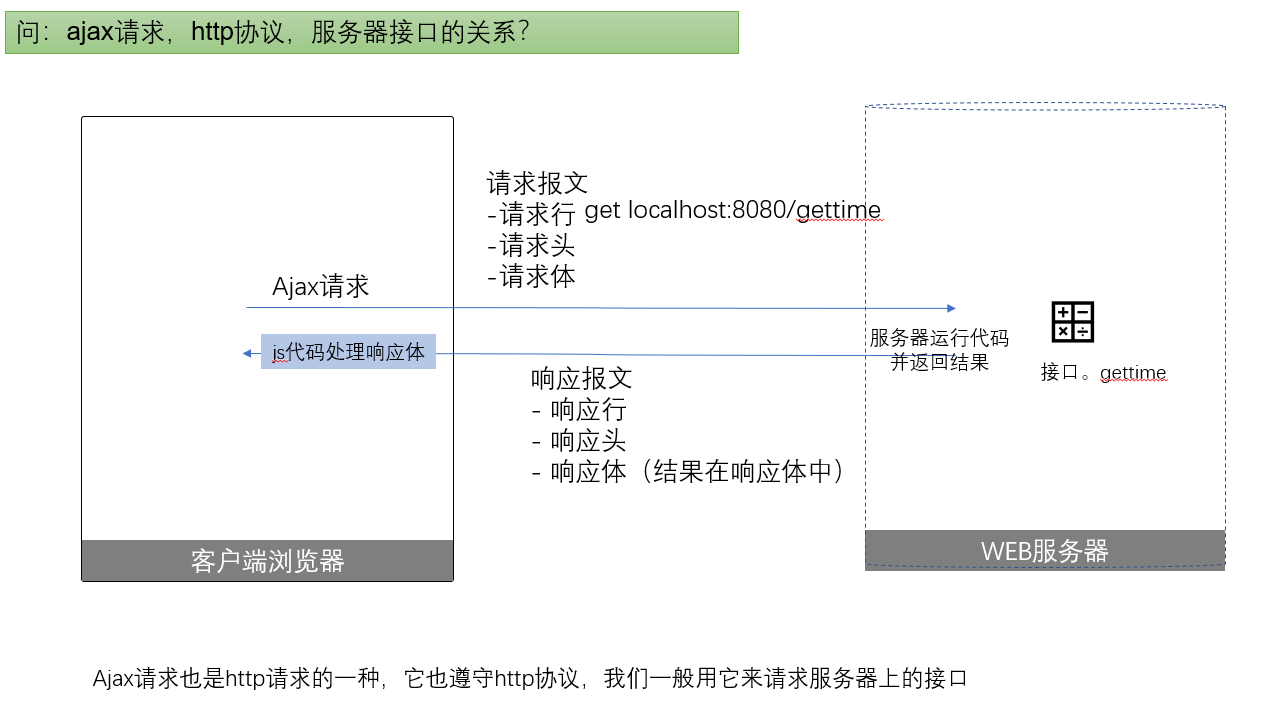 问：ajax请求，http协议，服务器接口的关系？
请求报文
-请求行 get localhost:8080/gettime
-请求头
-请求体
Ajax请求
js代码处理响应体
服务器运行代码
并返回结果
接口。gettime
响应报文
- 响应行
- 响应头
- 响应体（结果在响应体中）
客户端浏览器
WEB服务器
Ajax请求也是http请求的一种，它也遵守http协议，我们一般用它来请求服务器上的接口